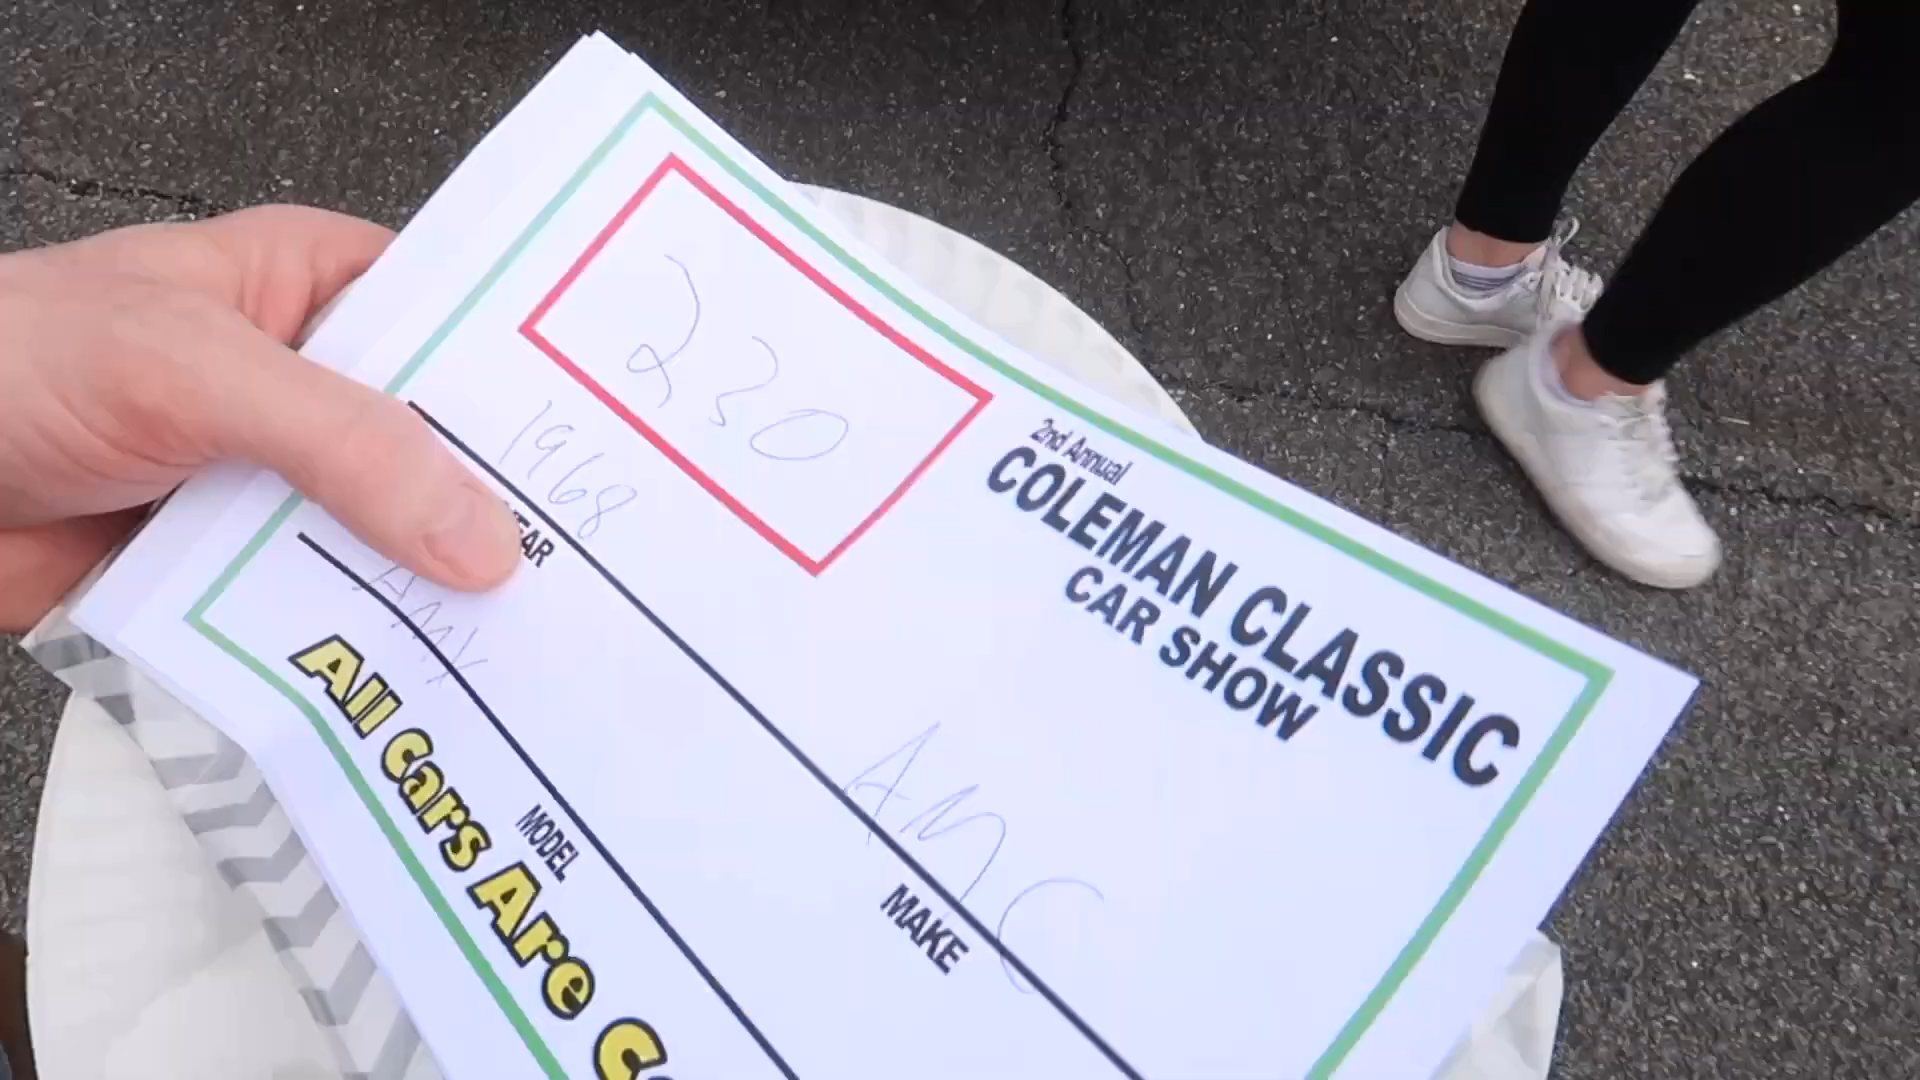 230
2nd Annual
COLEMAN CLASSIC
CAR SHOW
1968 AMC
YEAR MAKE
AMX
MODEL
All Cars Are